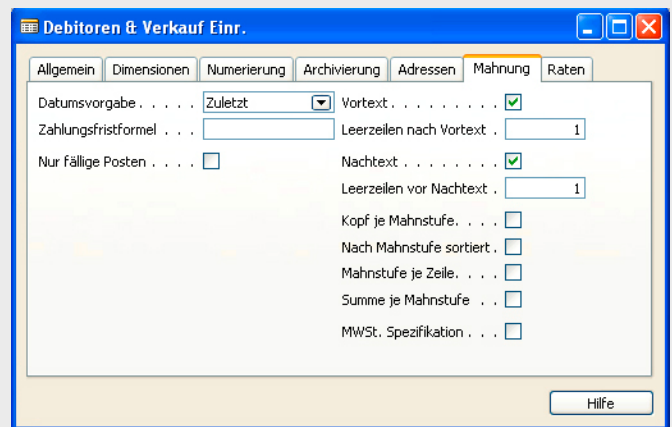 Debitoren & Verkauf Einr.
Allgemein Dimensionen Numerierung Archivierung Adressen Mahnung Raten
Datumsvorgabe . . . . . Zuletzt
Zahlungsfristformel . . .
Nur fällige Posten . . . .
Vortext . . . . . . . . .
Leerzeilen nach Vortext . 1
Nachtext . . . . . . . .
Leerzeilen vor Nachtext . 1
Kopf je Mahnstufe. . . .
Nach Mahnstufe sortiert .
Mahnstufe je Zeile. . . .
Summe je Mahnstufe . .
MWSt. Spezifikation . . .
Hilfe